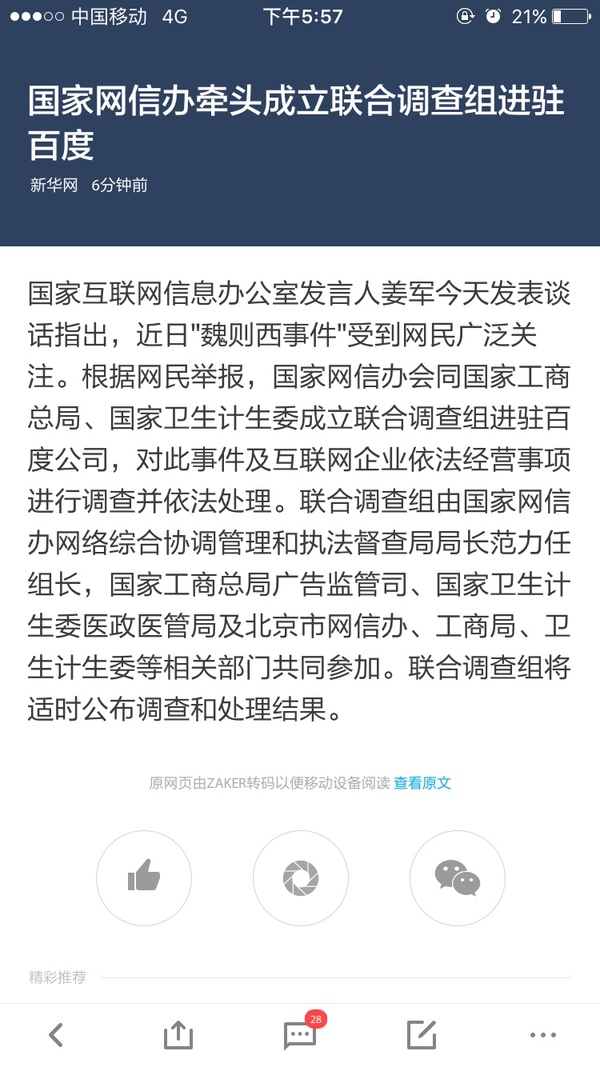 中国移动 4G 下午5:57 21%
国家网信办牵头成立联合调查组进驻
百度
新华网 6分钟前
国家互联网信息办公室发言人姜军今天发表谈
话指出，近日"魏则西事件"受到网民广泛关
注。根据网民举报，国家网信办会同国家工商
总局、国家卫生计生委成立联合调查组进驻百
度公司，对此事件及互联网企业依法经营事项
进行调查并依法处理。联合调查组由国家网信
办网络综合协调管理和执法督查局局长范力任
组长，国家工商总局广告监管司、国家卫生计
生委医政医管局及北京市网信办、工商局、卫
生计生委等相关部门共同参加。联合调查组将
适时公布调查和处理结果。
原网页由ZAKER转码以便移动设备阅读 查看原文
精彩推荐
28